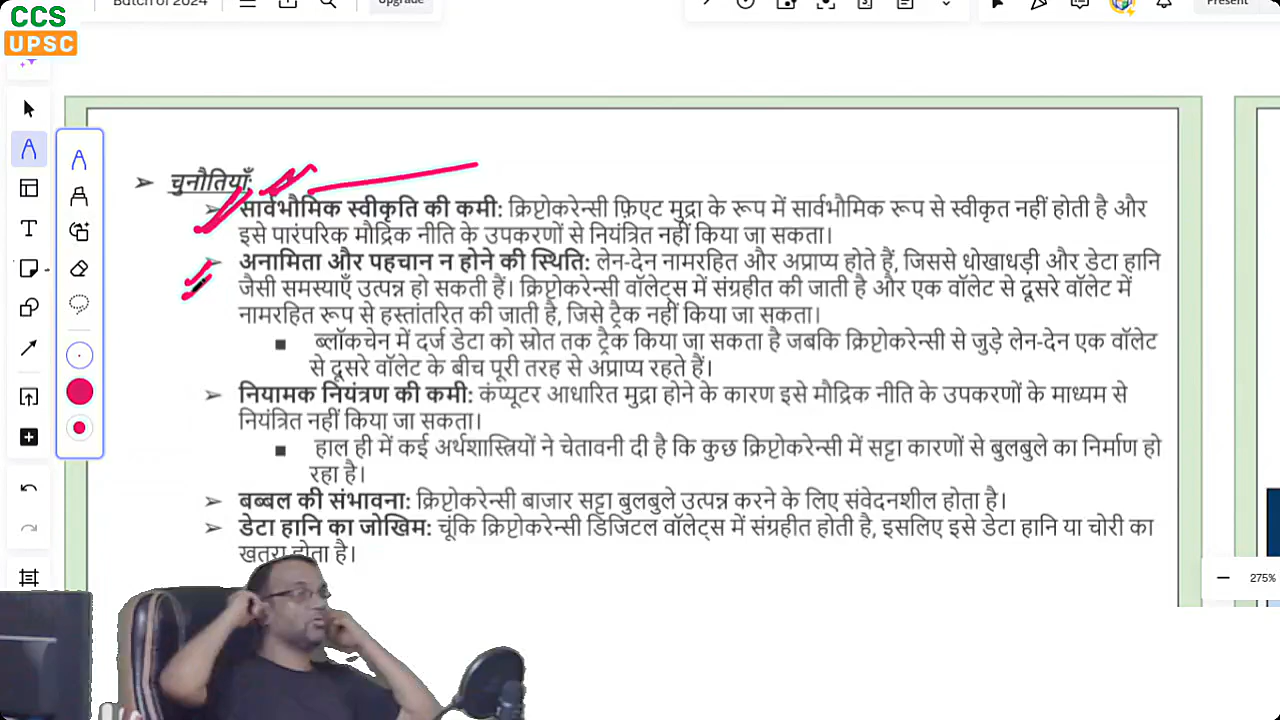 CCS
UPSC
Batch of 2024
Upgrade
Present
चुनौतियाँ:
सार्वभौमिक स्वीकृति की कमी: क्रिप्टोकरेन्सी फ़िएट मुद्रा के रूप में सार्वभौमिक रूप से स्वीकृत नहीं होती है और
इसे पारंपरिक मौद्रिक नीति के उपकरणों से नियंत्रित नहीं किया जा सकता।
अनामिता और पहचान न होने की स्थिति: लेन-देन नामरहित और अप्राप्य होते हैं, जिससे धोखाधड़ी और डेटा हानि
जैसी समस्याएँ उत्पन्न हो सकती हैं। क्रिप्टोकरेन्सी वॉलेट्स में संग्रहीत की जाती है और एक वॉलेट से दूसरे वॉलेट में
नामरहित रूप से हस्तांतरित की जाती है, जिसे ट्रैक नहीं किया जा सकता।
ब्लॉकचेन में दर्ज डेटा को स्रोत तक ट्रैक किया जा सकता है जबकि क्रिप्टोकरेन्सी से जुड़े लेन-देन एक वॉलेट
से दूसरे वॉलेट के बीच पूरी तरह से अप्राप्य रहते हैं।
नियामक नियंत्रण की कमी: कंप्यूटर आधारित मुद्रा होने के कारण इसे मौद्रिक नीति के उपकरणों के माध्यम से
नियंत्रित नहीं किया जा सकता।
हाल ही में कई अर्थशास्त्रियों ने चेतावनी दी है कि कुछ क्रिप्टोकरेन्सी में सट्टा कारणों से बुलबुले का निर्माण हो
रहा है।
बब्बल की संभावना: क्रिप्टोकरेन्सी बाजार सट्टा बुलबुले उत्पन्न करने के लिए संवेदनशील होता है।
डेटा हानि का जोखिम: चूंकि क्रिप्टोकरेन्सी डिजिटल वॉलेट्स में संग्रहीत होती है, इसलिए इसे डेटा हानि या चोरी का
खतरा होता है।
275%